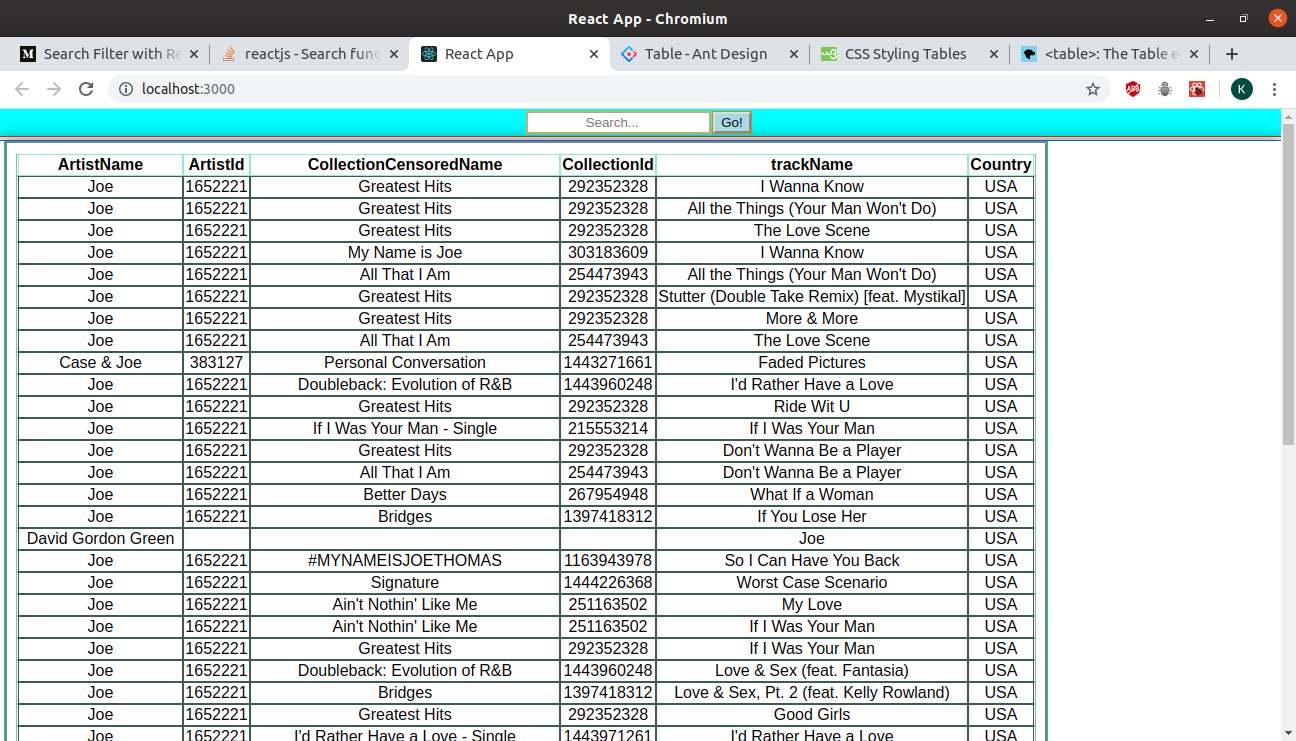 React App - Chromium
Search Filter with Re
reactjs - Search func
React App
Table - Ant Design
CSS Styling Tables
<table>: The Table e
localhost:3000
ABP
K
Search...
Go!
ArtistName ArtistId CollectionCensoredName CollectionId trackName Country
Joe 1652221 Greatest Hits 292352328 I Wanna Know USA
Joe 1652221 Greatest Hits 292352328 All the Things (Your Man Won't Do) USA
Joe 1652221 Greatest Hits 292352328 The Love Scene USA
Joe 1652221 My Name is Joe 303183609 I Wanna Know USA
Joe 1652221 All That I Am 254473943 All the Things (Your Man Won't Do) USA
Joe 1652221 Greatest Hits 292352328 Stutter (Double Take Remix) [feat. Mystikal] USA
Joe 1652221 Greatest Hits 292352328 More & More USA
Joe 1652221 All That I Am 254473943 The Love Scene USA
Case & Joe 383127 Personal Conversation 1443271661 Faded Pictures USA
Joe 1652221 Doubleback: Evolution of R&B 1443960248 I'd Rather Have a Love USA
Joe 1652221 Greatest Hits 292352328 Ride Wit U USA
Joe 1652221 If I Was Your Man - Single 215553214 If I Was Your Man USA
Joe 1652221 Greatest Hits 292352328 Don't Wanna Be a Player USA
Joe 1652221 All That I Am 254473943 Don't Wanna Be a Player USA
Joe 1652221 Better Days 267954948 What If a Woman USA
Joe 1652221 Bridges 1397418312 If You Lose Her USA
David Gordon Green Joe USA
Joe 1652221 #MYNAMEISJOETHOMAS 1163943978 So I Can Have You Back USA
Joe 1652221 Signature 1444226368 Worst Case Scenario USA
Joe 1652221 Ain't Nothin' Like Me 251163502 My Love USA
Joe 1652221 Ain't Nothin' Like Me 251163502 If I Was Your Man USA
Joe 1652221 Greatest Hits 292352328 If I Was Your Man USA
Joe 1652221 Doubleback: Evolution of R&B 1443960248 Love & Sex (feat. Fantasia) USA
Joe 1652221 Bridges 1397418312 Love & Sex, Pt. 2 (feat. Kelly Rowland) USA
Joe 1652221 Greatest Hits 292352328 Good Girls USA
Joe 1652221 I'd Rather Have a Love - Single 1443971261 I'd Rather Have a Love USA